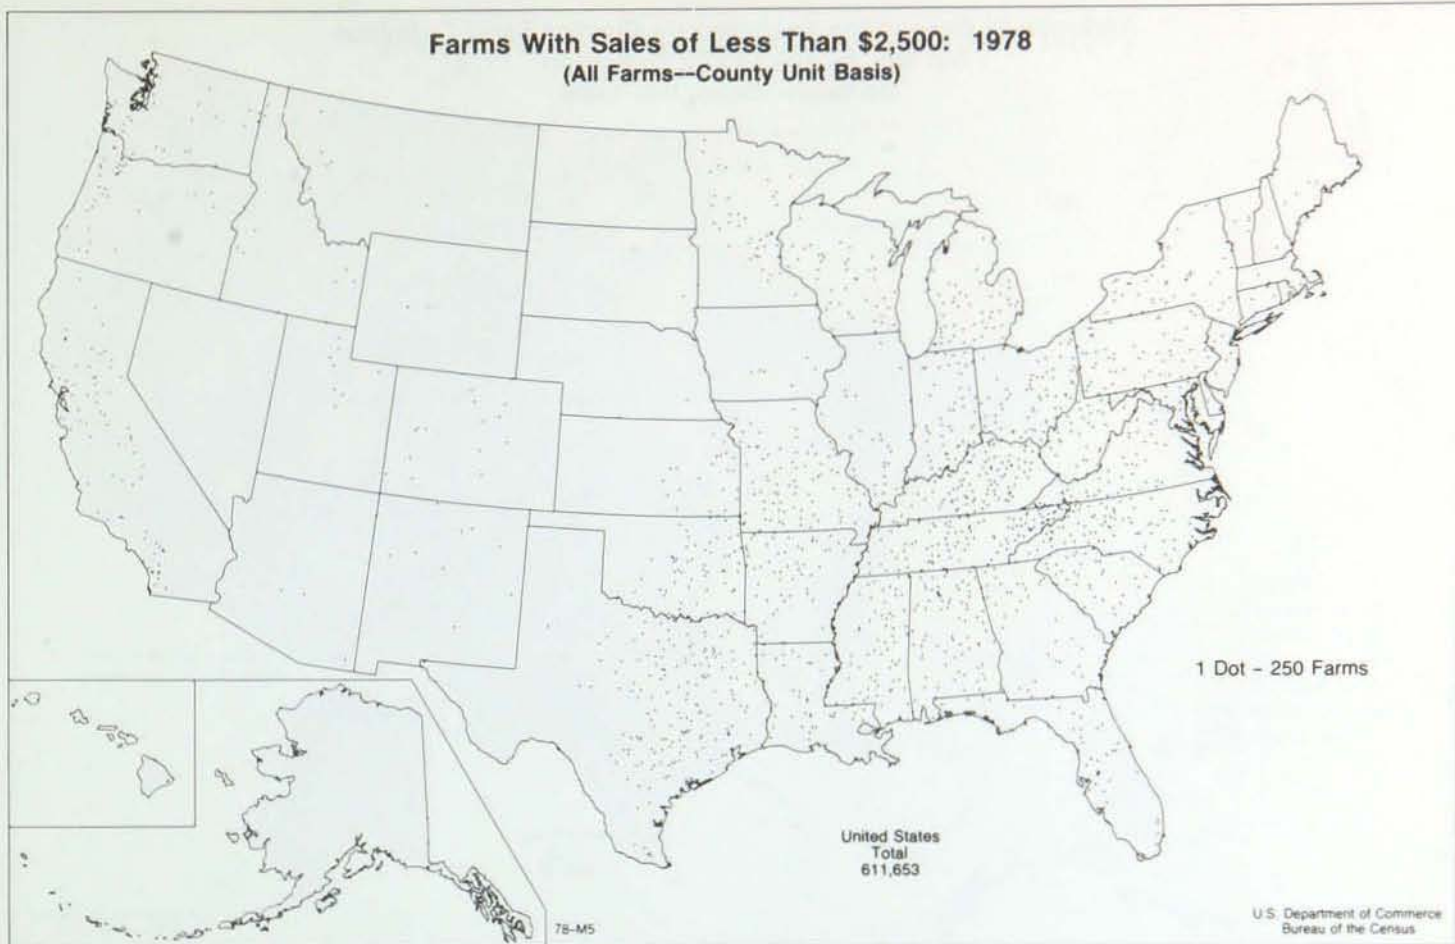 Farms With Sales of Less Than $2,500: 1978
(All Farms--County Unit Basis)
1 Dot - 250 Farms
United States
Total
611,653
78-M5
U.S. Department of Commerce
Bureau of the Census